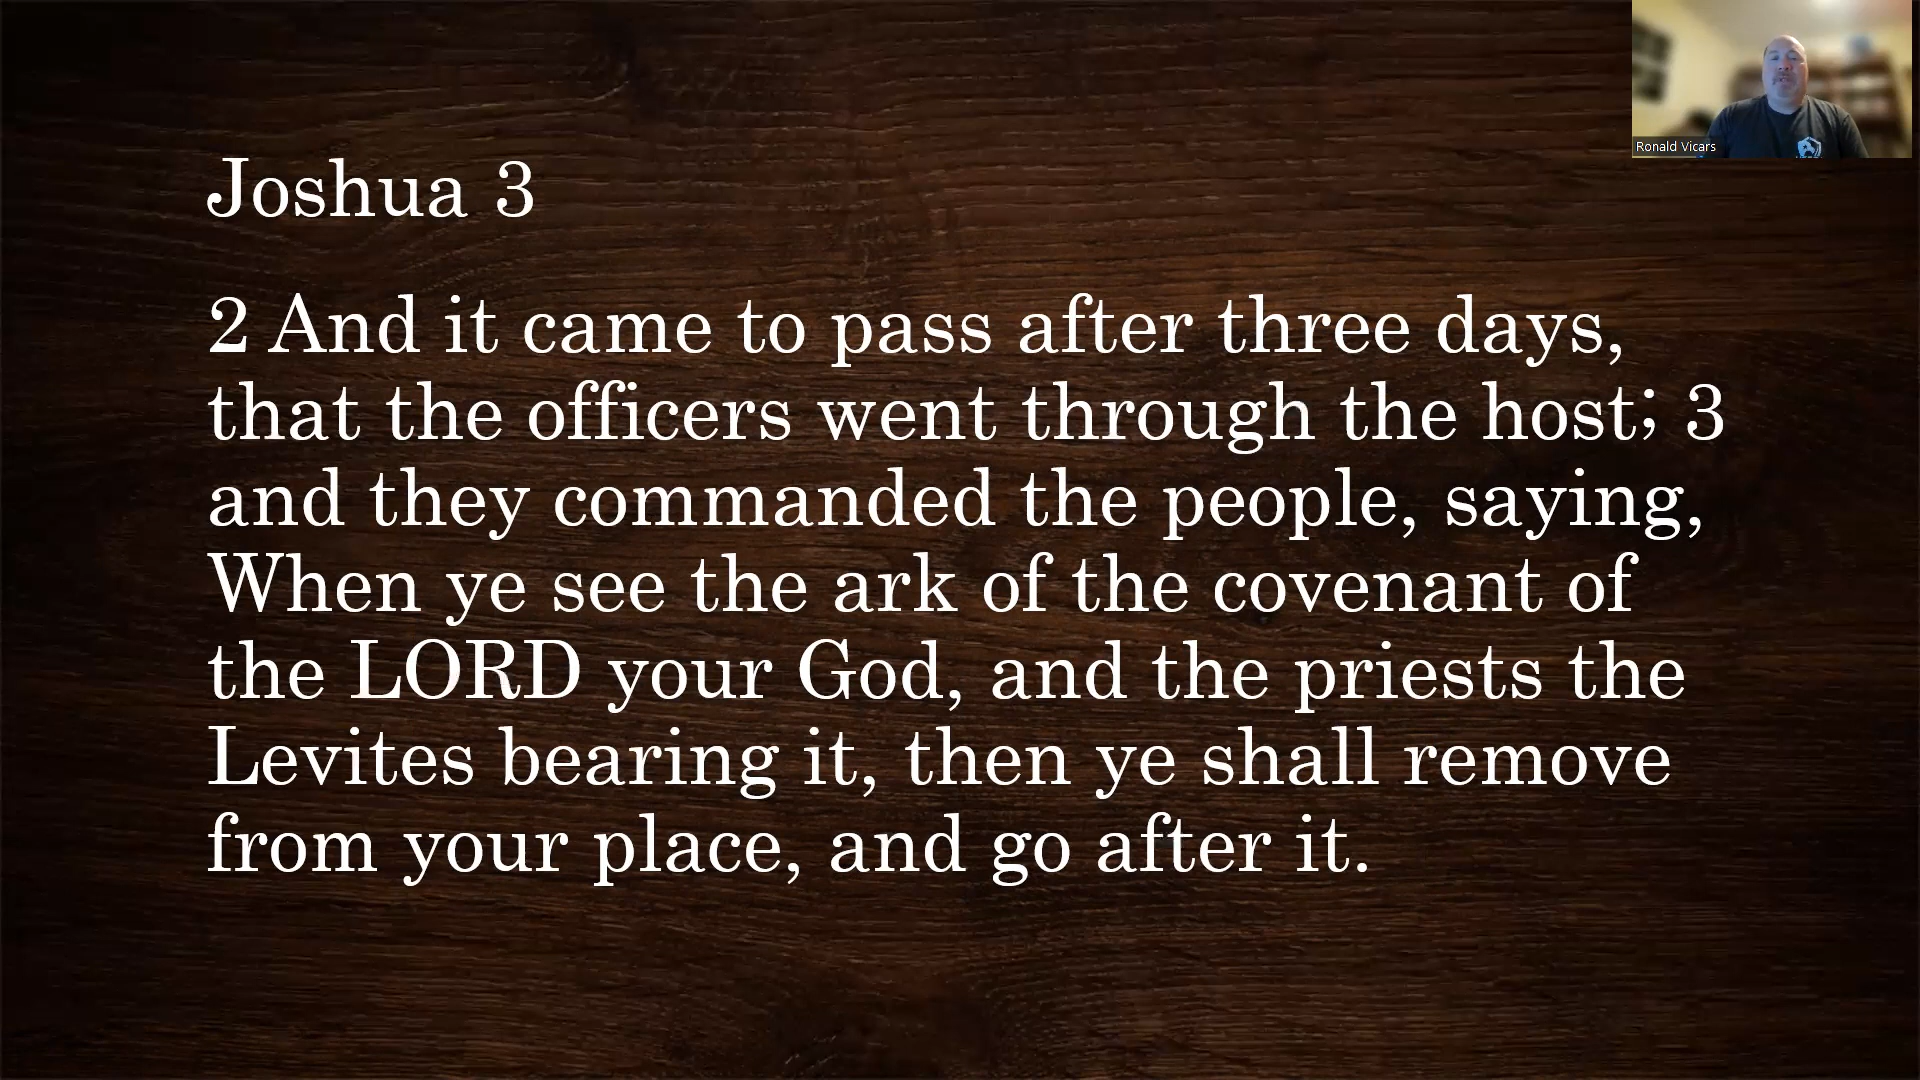 Ronald Vicars
Joshua 3
2 And it came to pass after three days,
that the officers went through the host; 3
and they commanded the people, saying,
When ye see the ark of the covenant of
the LORD your God, and the priests the
Levites bearing it, then ye shall remove
from your place, and go after it.